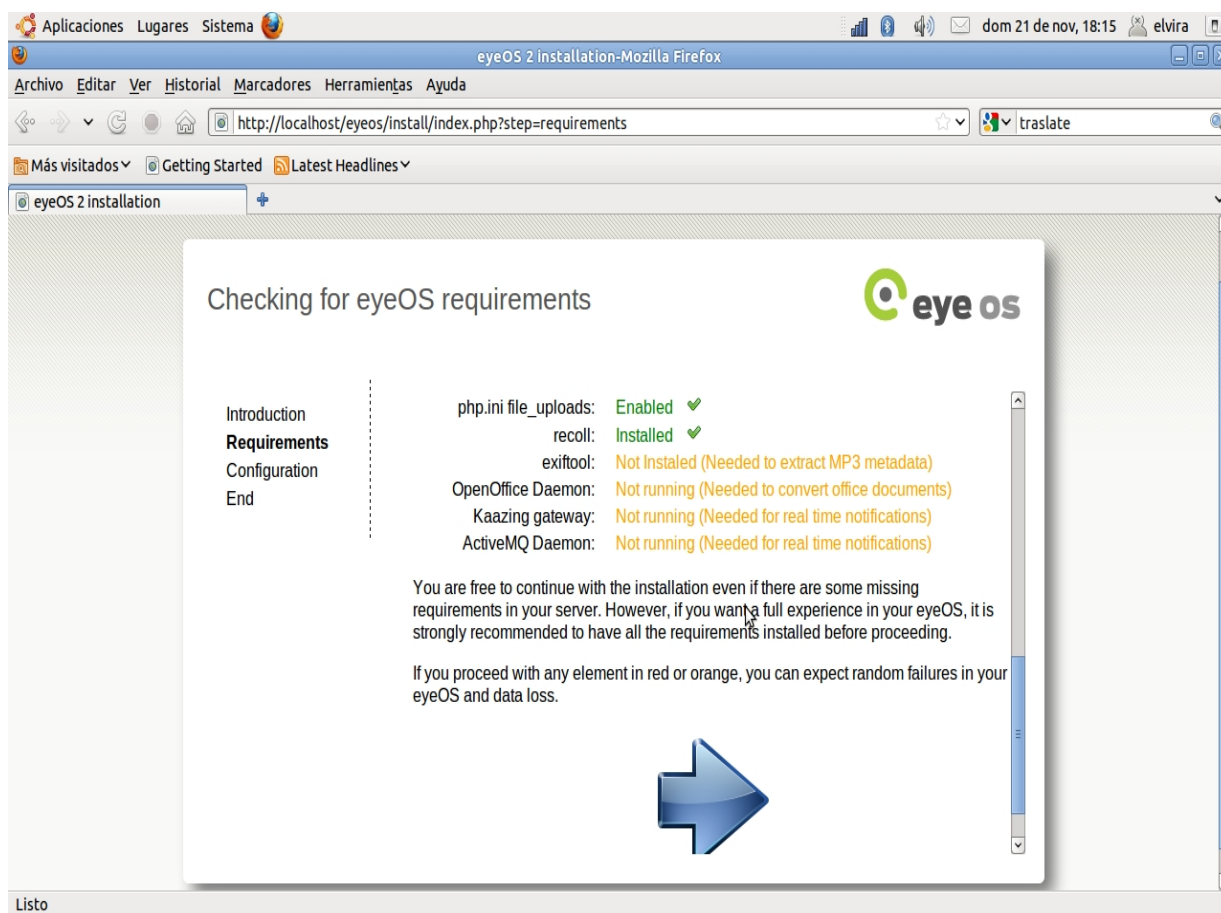 Aplicaciones Lugares Sistema dom 21 de nov, 18:15 elvira
eyeOS 2 installation-Mozilla Firefox
Archivo Editar Ver Historial Marcadores Herramientas Ayuda
http://localhost/eyeos/install/index.php?step=requirements traslate
Más visitados Getting Started Latest Headlines
eyeOS 2 installation
Checking for eyeOS requirements
eye os
Introduction
Requirements
Configuration
End
php.ini file_uploads: Enabled
recoll: Installed
exiftool: Not Instaled (Needed to extract MP3 metadata)
OpenOffice Daemon: Not running (Needed to convert office documents)
Kaazing gateway: Not running (Needed for real time notifications)
ActiveMQ Daemon: Not running (Needed for real time notifications)
You are free to continue with the installation even if there are some missing
requirements in your server. However, if you want a full experience in your eyeOS, it is
strongly recommended to have all the requirements installed before proceeding.
If you proceed with any element in red or orange, you can expect random failures in your
eyeOS and data loss.
Listo